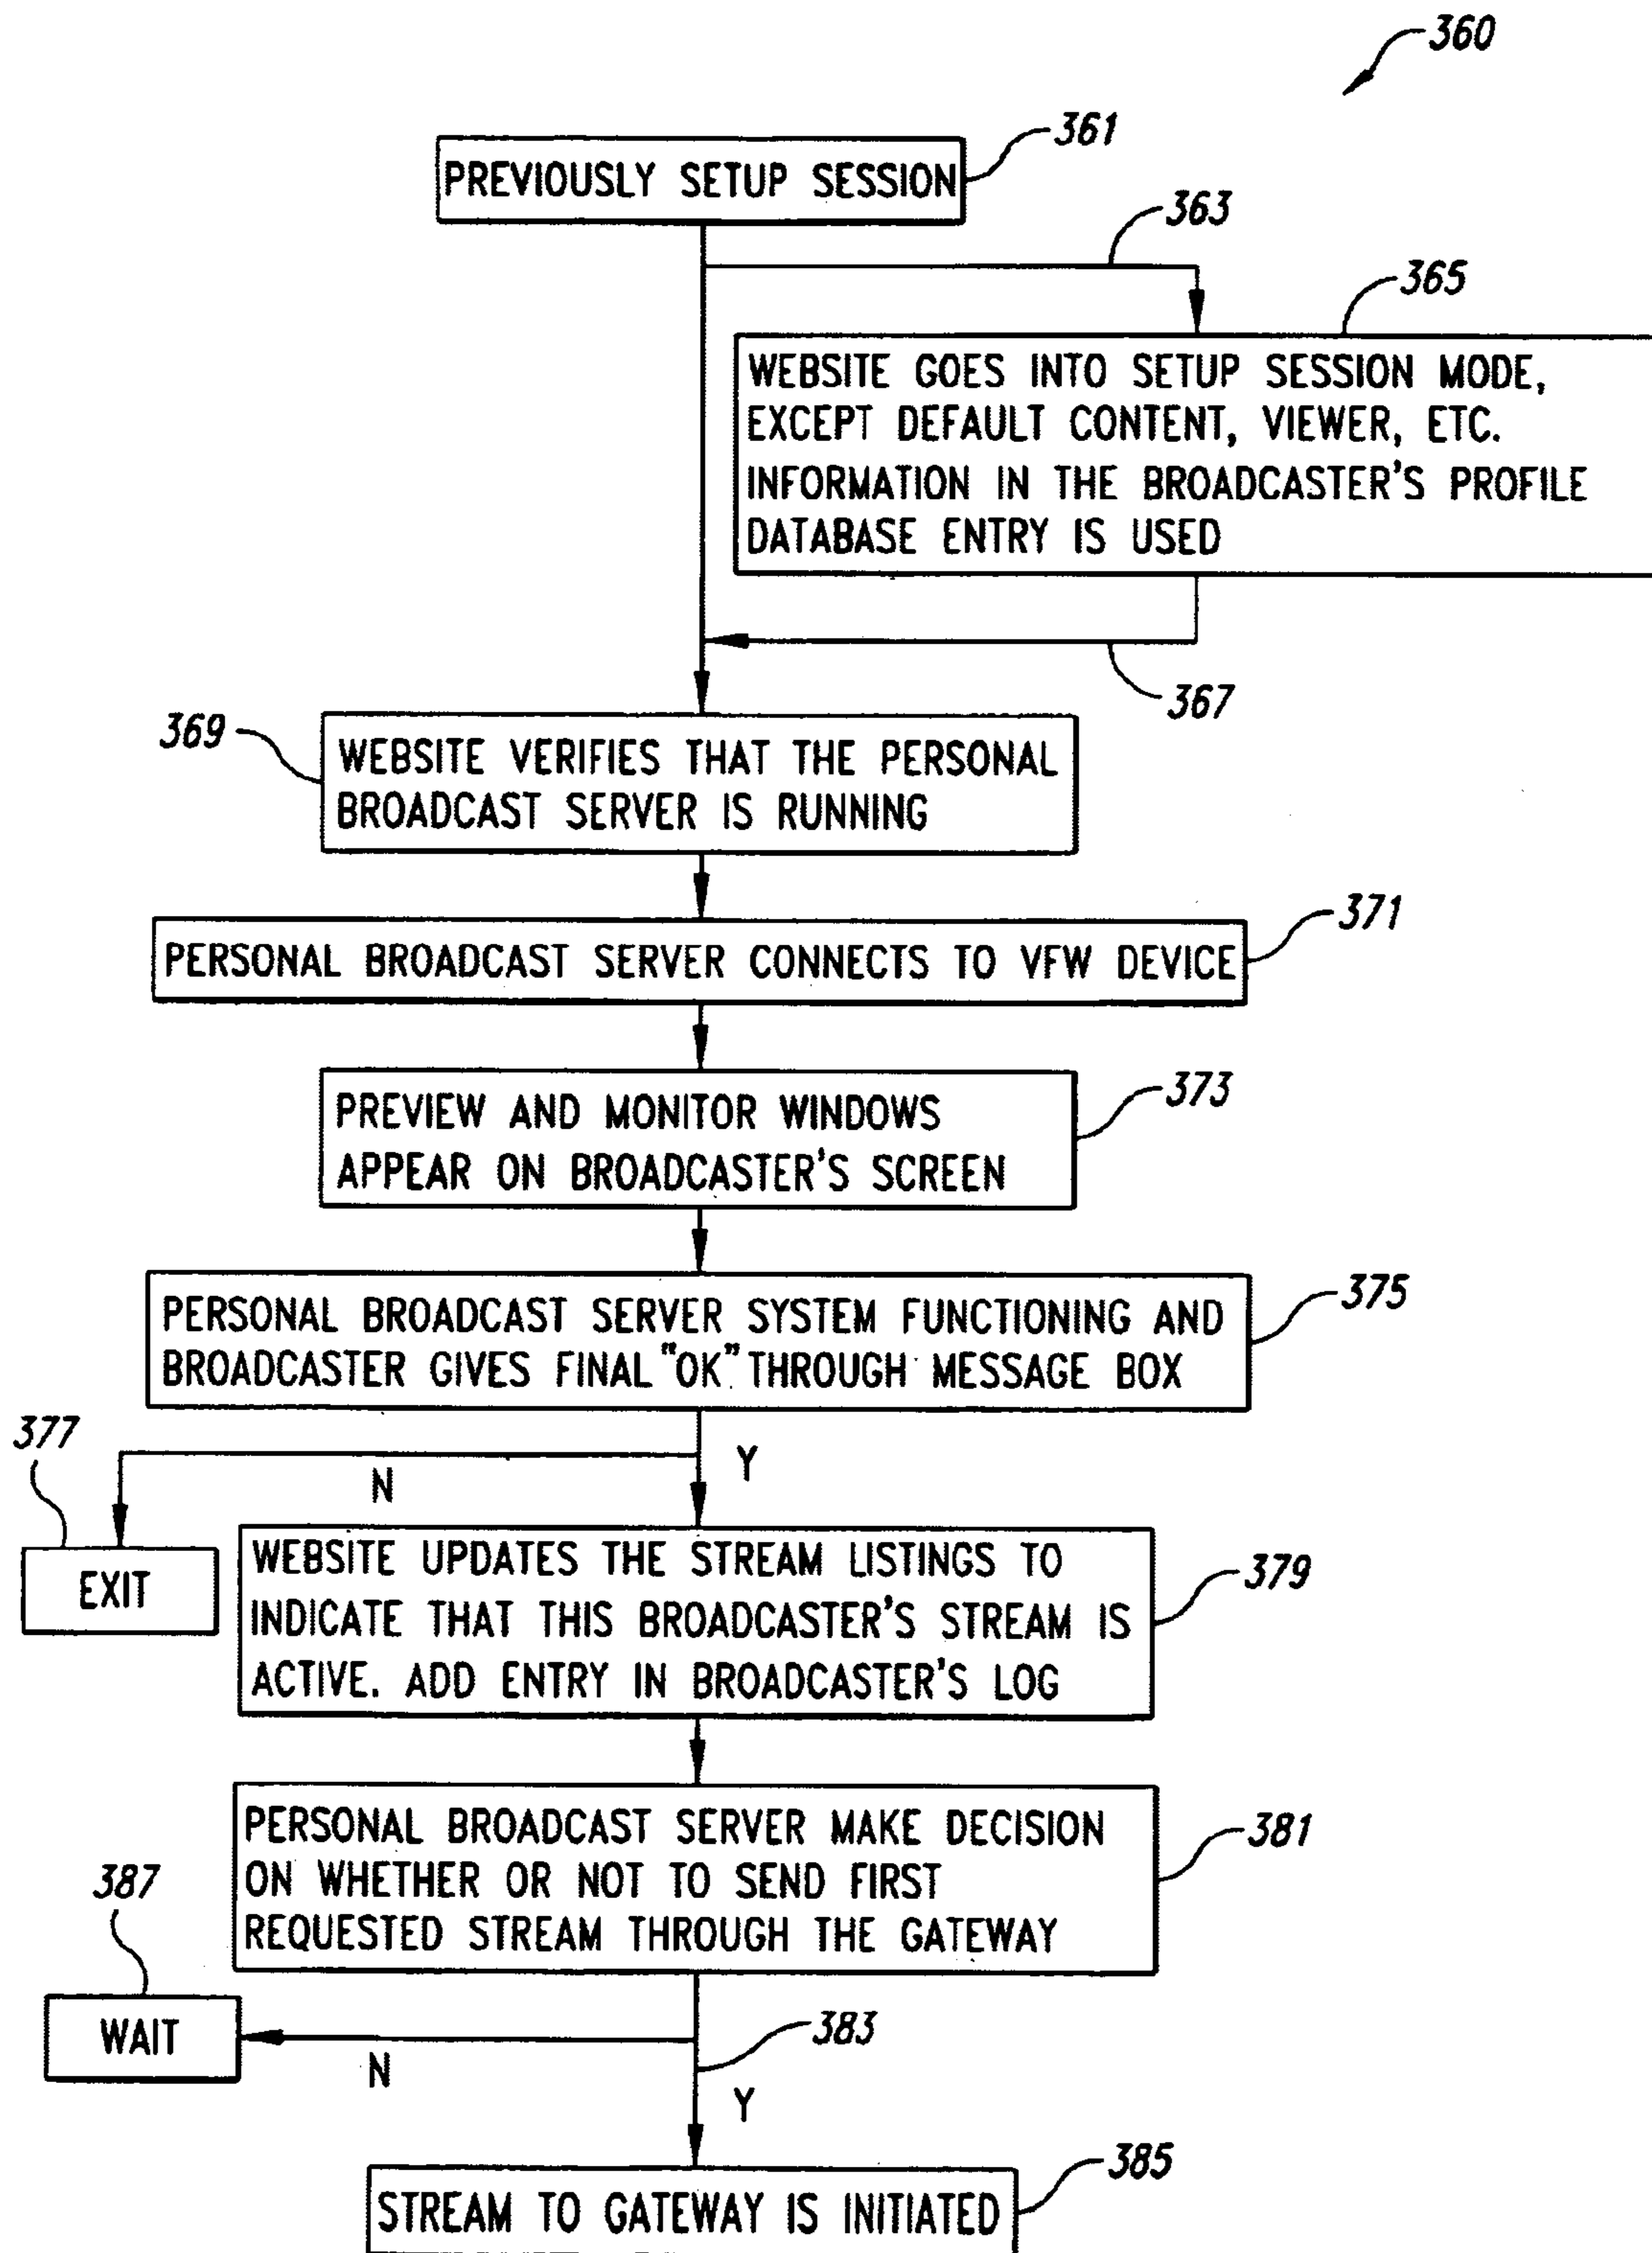 360
361
PREVIOUSLY SETUP SESSION
363
365
WEBSITE GOES INTO SETUP SESSION MODE,
EXCEPT DEFAULT CONTENT, VIEWER, ETC.
INFORMATION IN THE BROADCASTER'S PROFILE
DATABASE ENTRY IS USED
367
369
WEBSITE VERIFIES THAT THE PERSONAL
BROADCAST SERVER IS RUNNING
371
PERSONAL BROADCAST SERVER CONNECTS TO VFW DEVICE
373
PREVIEW AND MONITOR WINDOWS
APPEAR ON BROADCASTER'S SCREEN
375
PERSONAL BROADCAST SERVER SYSTEM FUNCTIONING AND
BROADCASTER GIVES FINAL "OK" THROUGH MESSAGE BOX
377
N
Y
EXIT
379
WEBSITE UPDATES THE STREAM LISTINGS TO
INDICATE THAT THIS BROADCASTER'S STREAM IS
ACTIVE. ADD ENTRY IN BROADCASTER'S LOG
381
PERSONAL BROADCAST SERVER MAKE DECISION
ON WHETHER OR NOT TO SEND FIRST
REQUESTED STREAM THROUGH THE GATEWAY
387
WAIT
383
N
Y
385
STREAM TO GATEWAY IS INITIATED